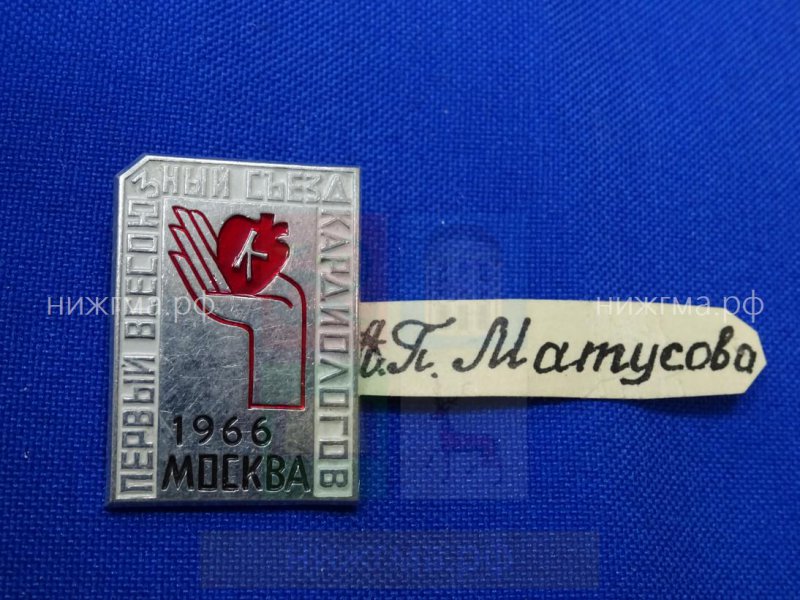 ПЕРВЫЙ ВСЕСОЮЗНЫЙ СЪЕЗД КАРДИОЛОГОВ
1966
МОСКВА
А.П. Матусова
нижгма.рф
нижгма.рф